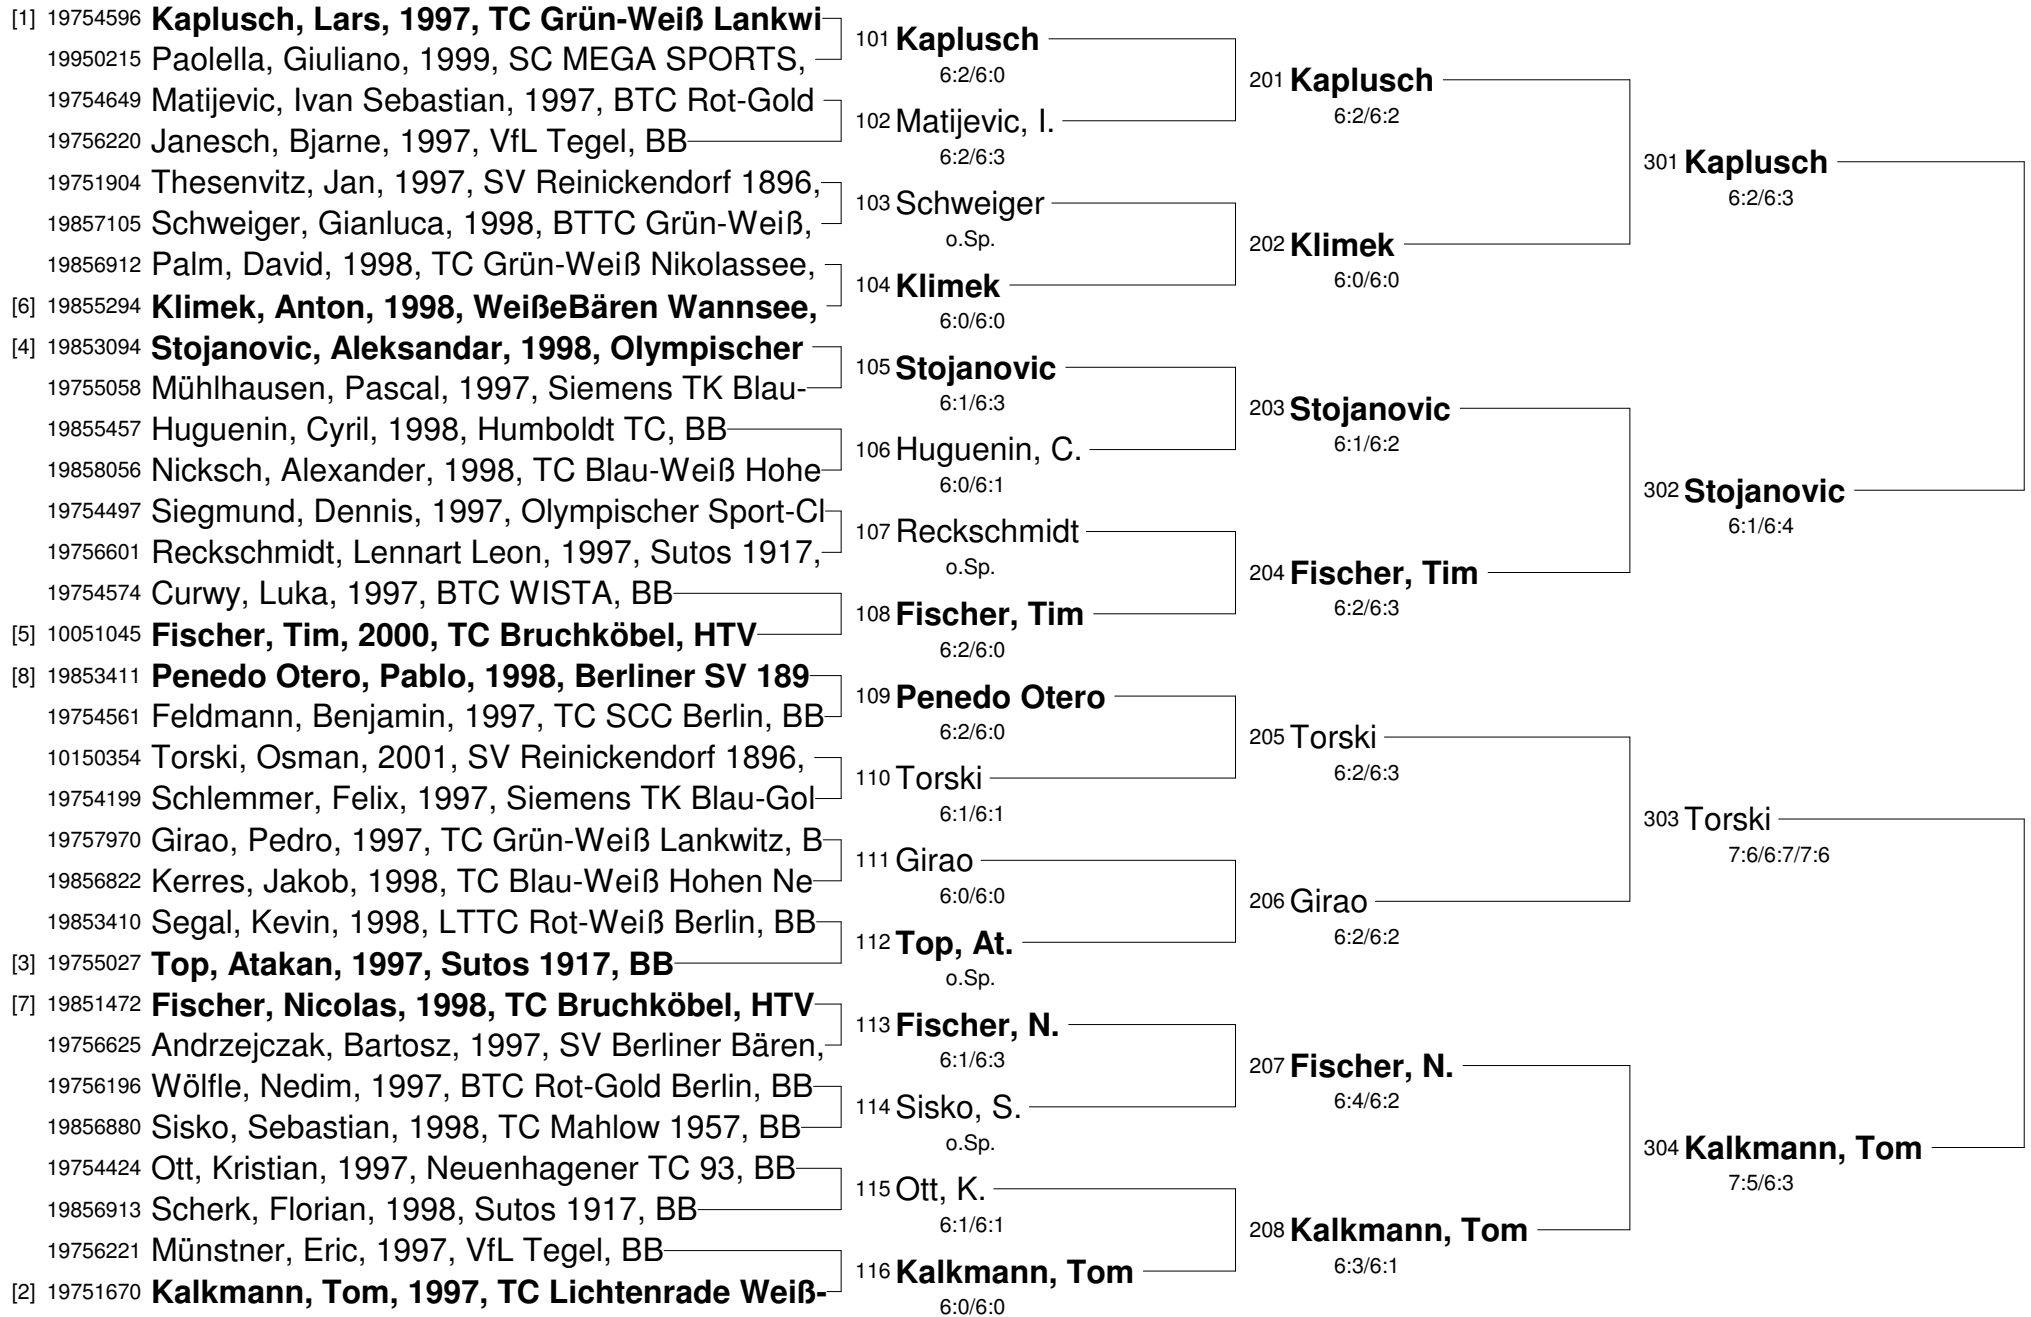 [1] 19754596 Kaplusch, Lars, 1997, TC Grün-Weiß Lankwi
19950215 Paolella, Giuliano, 1999, SC MEGA SPORTS,
19754649 Matijevic, Ivan Sebastian, 1997, BTC Rot-Gold
19756220 Janesch, Bjarne, 1997, VfL Tegel, BB
19751904 Thesenvitz, Jan, 1997, SV Reinickendorf 1896,
19857105 Schweiger, Gianluca, 1998, BTTC Grün-Weiß,
19856912 Palm, David, 1998, TC Grün-Weiß Nikolassee,
[6] 19855294 Klimek, Anton, 1998, WeißeBären Wannsee,
[4] 19853094 Stojanovic, Aleksandar, 1998, Olympischer
19755058 Mühlhausen, Pascal, 1997, Siemens TK Blau-
19855457 Huguenin, Cyril, 1998, Humboldt TC, BB
19858056 Nicksch, Alexander, 1998, TC Blau-Weiß Hohe
19754497 Siegmund, Dennis, 1997, Olympischer Sport-Cl
19756601 Reckschmidt, Lennart Leon, 1997, Sutos 1917,
19754574 Curwy, Luka, 1997, BTC WISTA, BB
[5] 10051045 Fischer, Tim, 2000, TC Bruchköbel, HTV
[8] 19853411 Penedo Otero, Pablo, 1998, Berliner SV 189
19754561 Feldmann, Benjamin, 1997, TC SCC Berlin, BB
10150354 Torski, Osman, 2001, SV Reinickendorf 1896,
19754199 Schlemmer, Felix, 1997, Siemens TK Blau-Gol
19757970 Girao, Pedro, 1997, TC Grün-Weiß Lankwitz, B
19856822 Kerres, Jakob, 1998, TC Blau-Weiß Hohen Ne
19853410 Segal, Kevin, 1998, LTTC Rot-Weiß Berlin, BB
[3] 19755027 Top, Atakan, 1997, Sutos 1917, BB
[7] 19851472 Fischer, Nicolas, 1998, TC Bruchköbel, HTV
19756625 Andrzejczak, Bartosz, 1997, SV Berliner Bären,
19756196 Wölfle, Nedim, 1997, BTC Rot-Gold Berlin, BB
19856880 Sisko, Sebastian, 1998, TC Mahlow 1957, BB
19754424 Ott, Kristian, 1997, Neuenhagener TC 93, BB
19856913 Scherk, Florian, 1998, Sutos 1917, BB
19756221 Münstner, Eric, 1997, VfL Tegel, BB
[2] 19751670 Kalkmann, Tom, 1997, TC Lichtenrade Weiß-
101 Kaplusch
6:2/6:0
102 Matijevic, I.
6:2/6:3
103 Schweiger
o.Sp.
104 Klimek
6:0/6:0
105 Stojanovic
6:1/6:3
106 Huguenin, C.
6:0/6:1
107 Reckschmidt
o.Sp.
108 Fischer, Tim
6:2/6:0
109 Penedo Otero
6:2/6:0
110 Torski
6:1/6:1
111 Girao
6:0/6:0
112 Top, At.
o.Sp.
113 Fischer, N.
6:1/6:3
114 Sisko, S.
o.Sp.
115 Ott, K.
6:1/6:1
116 Kalkmann, Tom
6:0/6:0
201 Kaplusch
6:2/6:2
202 Klimek
6:0/6:0
203 Stojanovic
6:1/6:2
204 Fischer, Tim
6:2/6:3
205 Torski
6:2/6:3
206 Girao
6:2/6:2
207 Fischer, N.
6:4/6:2
208 Kalkmann, Tom
6:3/6:1
301 Kaplusch
6:2/6:3
302 Stojanovic
6:1/6:4
303 Torski
7:6/6:7/7:6
304 Kalkmann, Tom
7:5/6:3